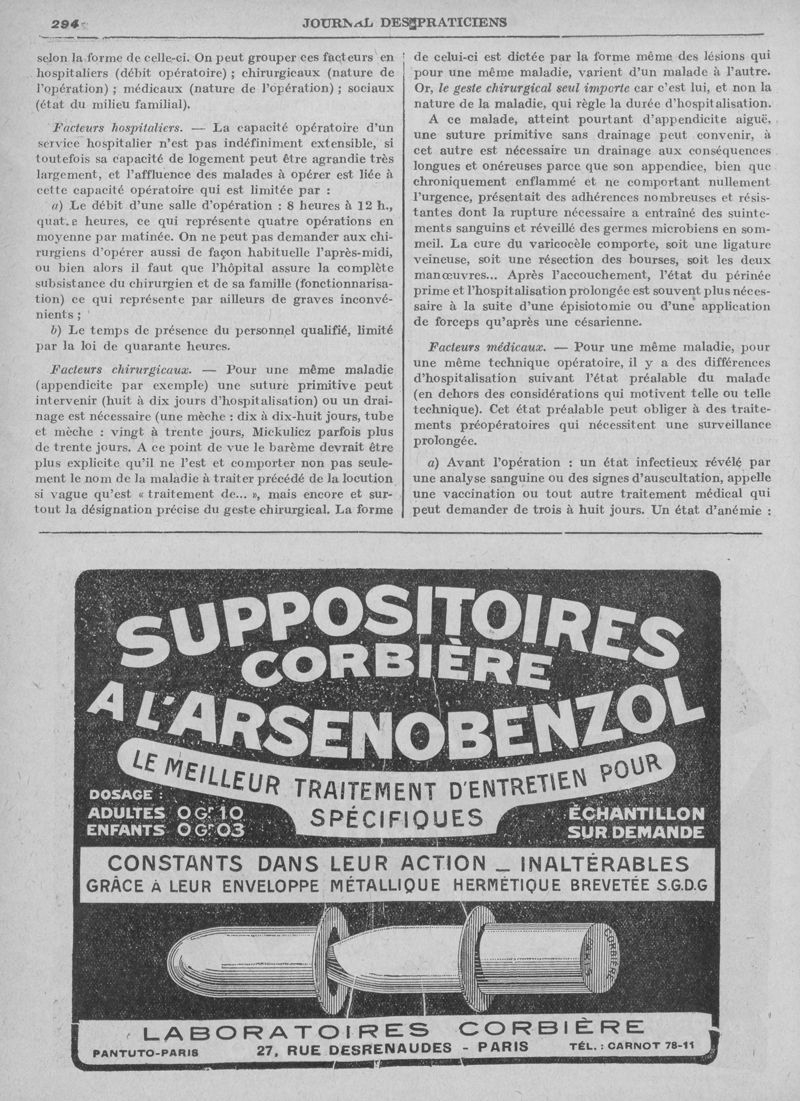 294
JOURNAL DES PRATICIENS
selon la forme de celle-ci. On peut grouper ces facteurs en
hospitaliers (débit opératoire) ; chirurgicaux (nature de
l'opération) ; médicaux (nature de l'opération) ; sociaux
(état du milieu familial).
Facteurs hospitaliers. — La capacité opératoire d'un
service hospitalier n'est pas indéfiniment extensible, si
toutefois sa capacité de logement peut être agrandie très
largement, et l'affluence des malades à opérer est liée à
cette capacité opératoire qui est limitée par :
a) Le débit d'une salle d'opération : 8 heures à 12 h.,
quat.e heures, ce qui représente quatre opérations en
moyenne par matinée. On ne peut pas demander aux chi-
rurgiens d'opérer aussi de façon habituelle l'après-midi,
ou bien alors il faut que l'hôpital assure la complète
subsistance du chirurgien et de sa famille (fonctionnarisa-
tion) ce qui représente par ailleurs de graves inconvé-
nients ;
b) Le temps de présence du personnel qualifié, limité
par la loi de quarante heures.
Facteurs chirurgicaux. — Pour une même maladie
(appendicite par exemple) une suture primitive peut
intervenir (huit à dix jours d'hospitalisation) ou un drai-
nage est nécessaire (une mèche : dix à dix-huit jours, tube
et mèche : vingt à trente jours, Mickulicz parfois plus
de trente jours. A ce point de vue le barème devrait être
plus explicite qu'il ne l'est et comporter non pas seule-
ment le nom de la maladie à traiter précédé de la locution
si vague qu'est « traitement de... », mais encore et sur-
tout la désignation précise du geste chirurgical. La forme
de celui-ci est dictée par la forme même des lésions qui
pour une même maladie, varient d'un malade à l'autre.
Or, le geste chirurgical seul importe car c'est lui, et non la
nature de la maladie, qui règle la durée d'hospitalisation.
A ce malade, atteint pourtant d'appendicite aiguë,
une suture primitive sans drainage peut convenir, à
cet autre est nécessaire un drainage aux conséquences
longues et onéreuses parce que son appendice, bien que
chroniquement enflammé et ne comportant nullement
l'urgence, présentait des adhérences nombreuses et résis-
tantes dont la rupture nécessaire a entraîné des suinte-
ments sanguins et réveillé des germes microbiens en som-
meil. La cure du varicocèle comporte, soit une ligature
veineuse, soit une résection des bourses, soit les deux
manœuvres... Après l'accouchement, l'état du périnée
prime et l'hospitalisation prolongée est souvent plus néces-
saire à la suite d'une épisiotomie ou d'une application
de forceps qu'après une césarienne.
Facteurs médicaux. — Pour une même maladie, pour
une même technique opératoire, il y a des différences
d'hospitalisation suivant l'état préalable du malade
(en dehors des considérations qui motivent telle ou telle
technique). Cet état préalable peut obliger à des traite-
ments préopératoires qui nécessitent une surveillance
prolongée.
a) Avant l'opération : un état infectieux révélé par
une analyse sanguine ou des signes d'auscultation, appelle
une vaccination ou tout autre traitement médical qui
peut demander de trois à huit jours. Un état d'anémie :
SUPPOSITOIRES
CORBIÈRE
A L'ARSENOBENZOL
LE MEILLEUR TRAITEMENT D'ENTRETIEN POUR
SPÉCIFIQUES
DOSAGE :
ADULTES 0 Gr 10
ENFANTS 0 Gr 03
ÉCHANTILLON
SUR DEMANDE
CONSTANTS DANS LEUR ACTION _ INALTÉRABLES
GRÂCE À LEUR ENVELOPPE MÉTALLIQUE HERMÉTIQUE BREVETÉE S.G.D.G
CORBIÈRE
LABORATOIRES CORBIÈRE
PANTUTO-PARIS
27, RUE DESRENAUDES - PARIS
TÉL. : CARNOT 78-11